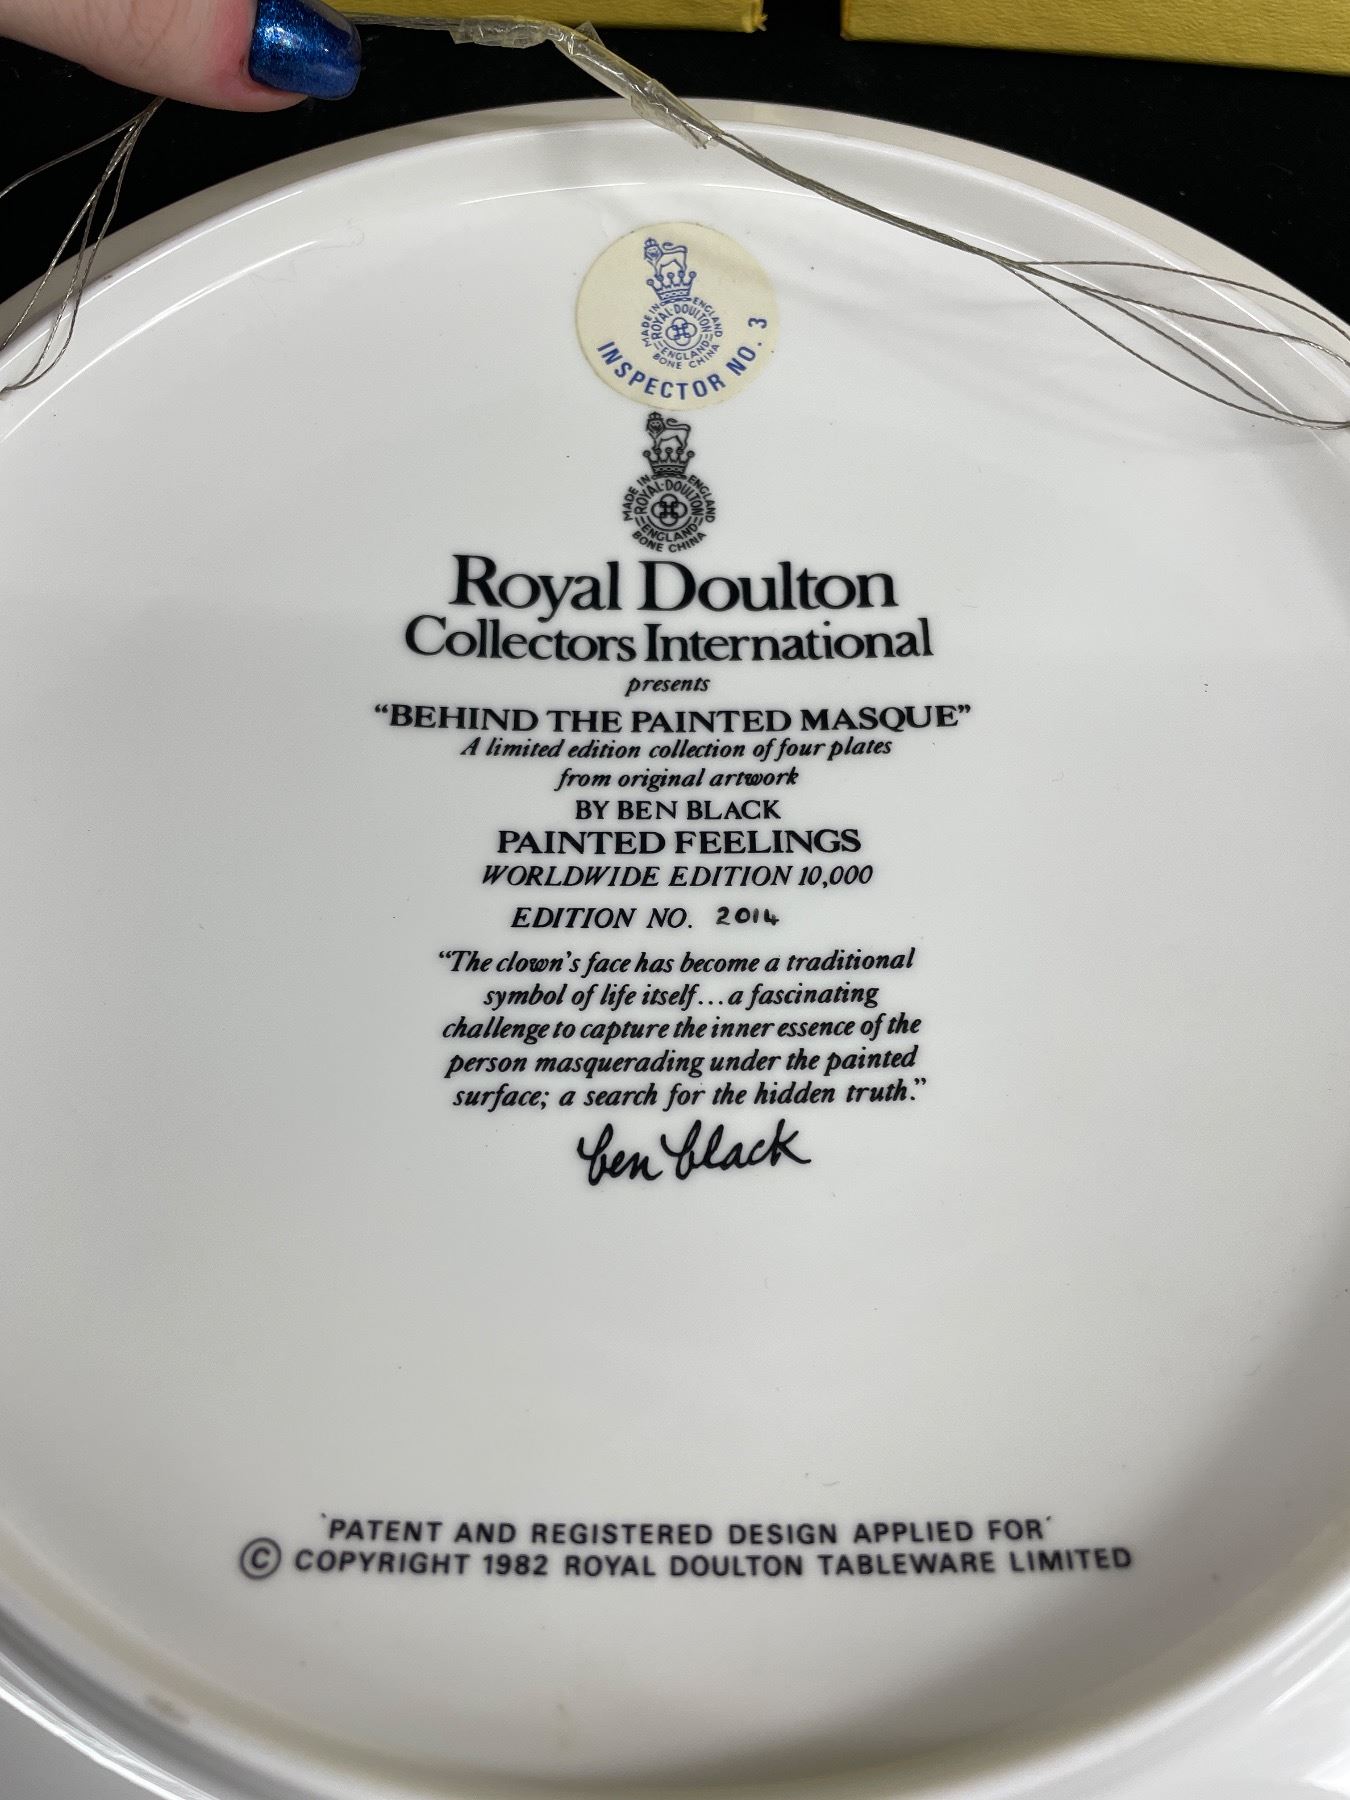 MADE IN ENGLAND
ROYAL·DOULTON
ENGLAND
BONE CHINA
INSPECTOR NO. 3
MADE IN ENGLAND
ROYAL·DOULTON
ENGLAND
BONE CHINA
Royal Doulton
Collectors International
presents
“BEHIND THE PAINTED MASQUE”
A limited edition collection of four plates
from original artwork
BY BEN BLACK
PAINTED FEELINGS
WORLDWIDE EDITION 10,000
EDITION NO. 2014
“The clown's face has become a traditional
symbol of life itself...a fascinating
challenge to capture the inner essence of the
person masquerading under the painted
surface; a search for the hidden truth.”
ben black
'PATENT AND REGISTERED DESIGN APPLIED FOR'
© COPYRIGHT 1982 ROYAL DOULTON TABLEWARE LIMITED